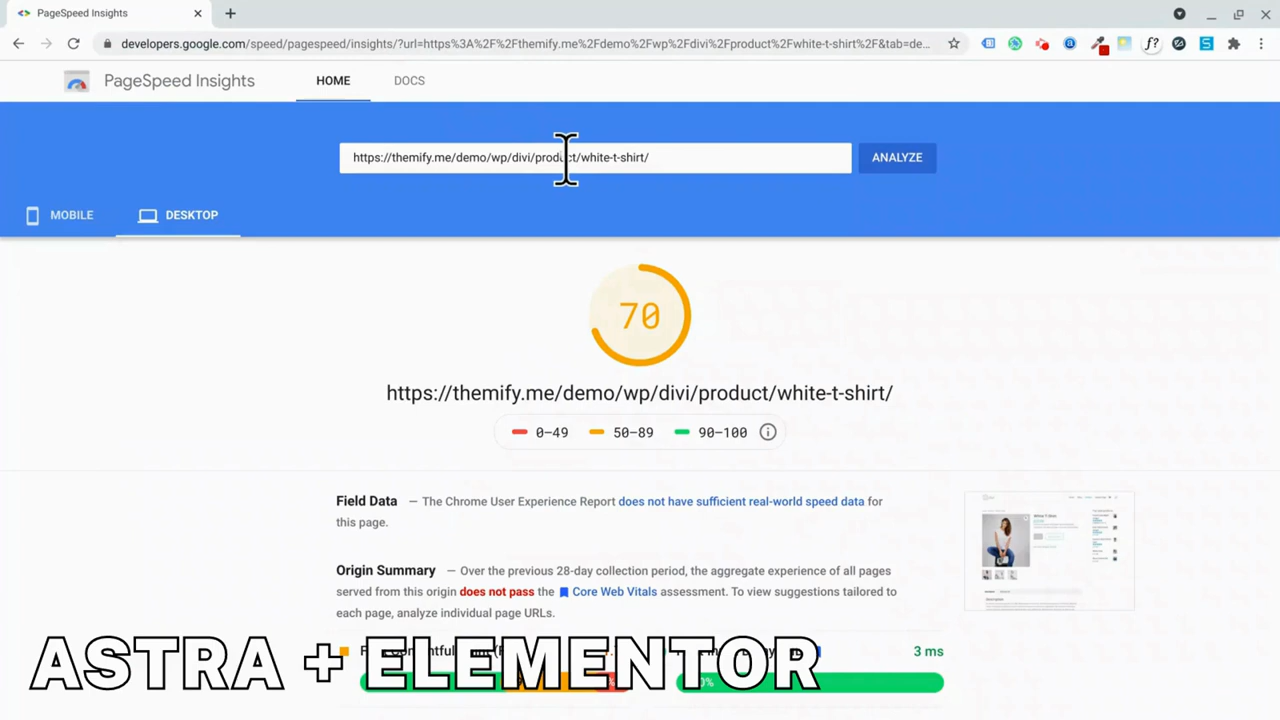 PageSpeed Insights
developers.google.com/speed/pagespeed/insights/?url=https%3A%2F%2Fthemify.me%2Fdemo%2Fwp%2Fdivi%2Fproduct%2Fwhite-t-shirt%2F&tab=de...
PageSpeed Insights HOME DOCS
https://themify.me/demo/wp/divi/product/white-t-shirt/ ANALYZE
MOBILE DESKTOP
70
https://themify.me/demo/wp/divi/product/white-t-shirt/
0–49 50–89 90–100
Field Data — The Chrome User Experience Report does not have sufficient real-world speed data for
this page.
Origin Summary — Over the previous 28-day collection period, the aggregate experience of all pages
served from this origin does not pass the Core Web Vitals assessment. To view suggestions tailored to
each page, analyze individual page URLs.
3 ms
ASTRA + ELEMENTOR